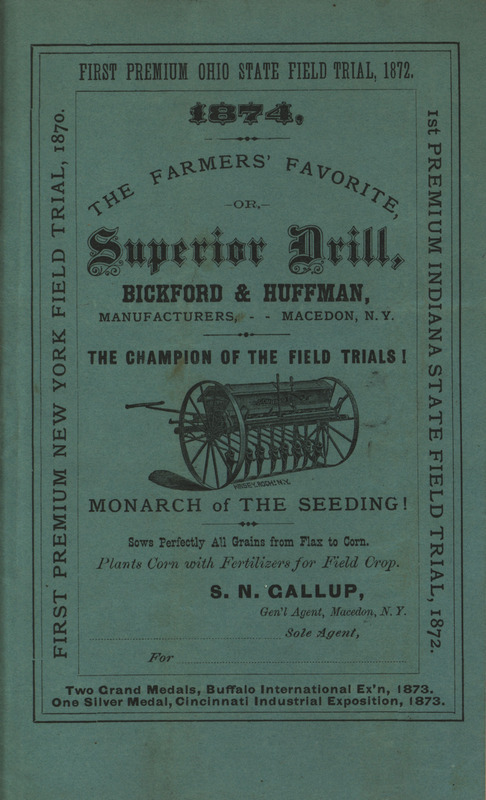 FIRST PREMIUM OHIO STATE FIELD TRIAL, 1872.
FIRST PREMIUM NEW YORK FIELD TRIAL, 1870.
1st PREMIUM INDIANA STATE FIELD TRIAL, 1872.
1874,
THE FARMERS' FAVORITE,
-OR,-
Superior Drill,
BICKFORD & HUFFMAN,
MANUFACTURERS, - - MACEDON, N. Y.
THE CHAMPION OF THE FIELD TRIALS!
MONARCH of THE SEEDING!
Sows Perfectly All Grains from Flax to Corn.
Plants Corn with Fertilizers for Field Crop.
S. N. GALLUP,
Gen'l Agent, Macedon, N. Y.
Sole Agent,
For
Two Grand Medals, Buffalo International Ex'n, 1873.
One Silver Medal, Cincinnati Industrial Exposition, 1873.